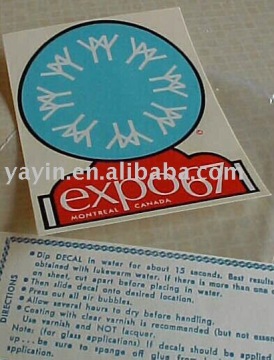 yayin.en.alibaba.com
©
expo67
MONTREAL CANADA
DIRECTIONS
• Dip DECAL in water for about 15 seconds. Best results
obtained with lukewarm water. If there is more than one
on sheet, cut apart before placing in water.
• Then slide decal onto desired location.
• Press out all air bubbles.
• Allow several hours to dry before handling.
• Coating with clear varnish is recommended (but not
Use varnish and NOT lacquer.
Note: (for glass applications) If decals should be applied
up... be sure to sponge off glue from